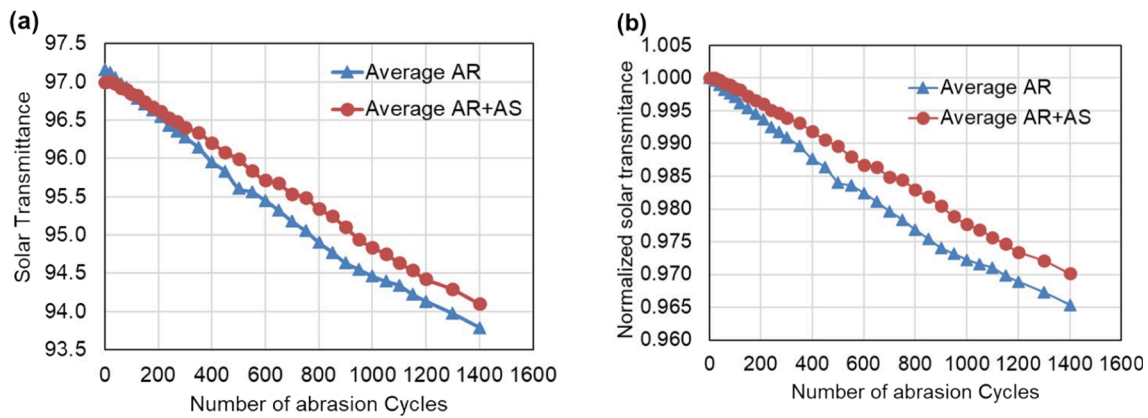 (a)
97.5
97.0
96.5
96.0
95.5
95.0
94.5
94.0
93.5
Solar Transmittance
Average AR
Average AR+AS
0 200 400 600 800 1000 1200 1400 1600
Number of abrasion Cycles
(b)
1.005
1.000
0.995
0.990
0.985
0.980
0.975
0.970
0.965
0.960
Normalized solar transmitance
Average AR
Average AR+AS
0 200 400 600 800 1000 1200 1400 1600
Number of abrasion Cycles